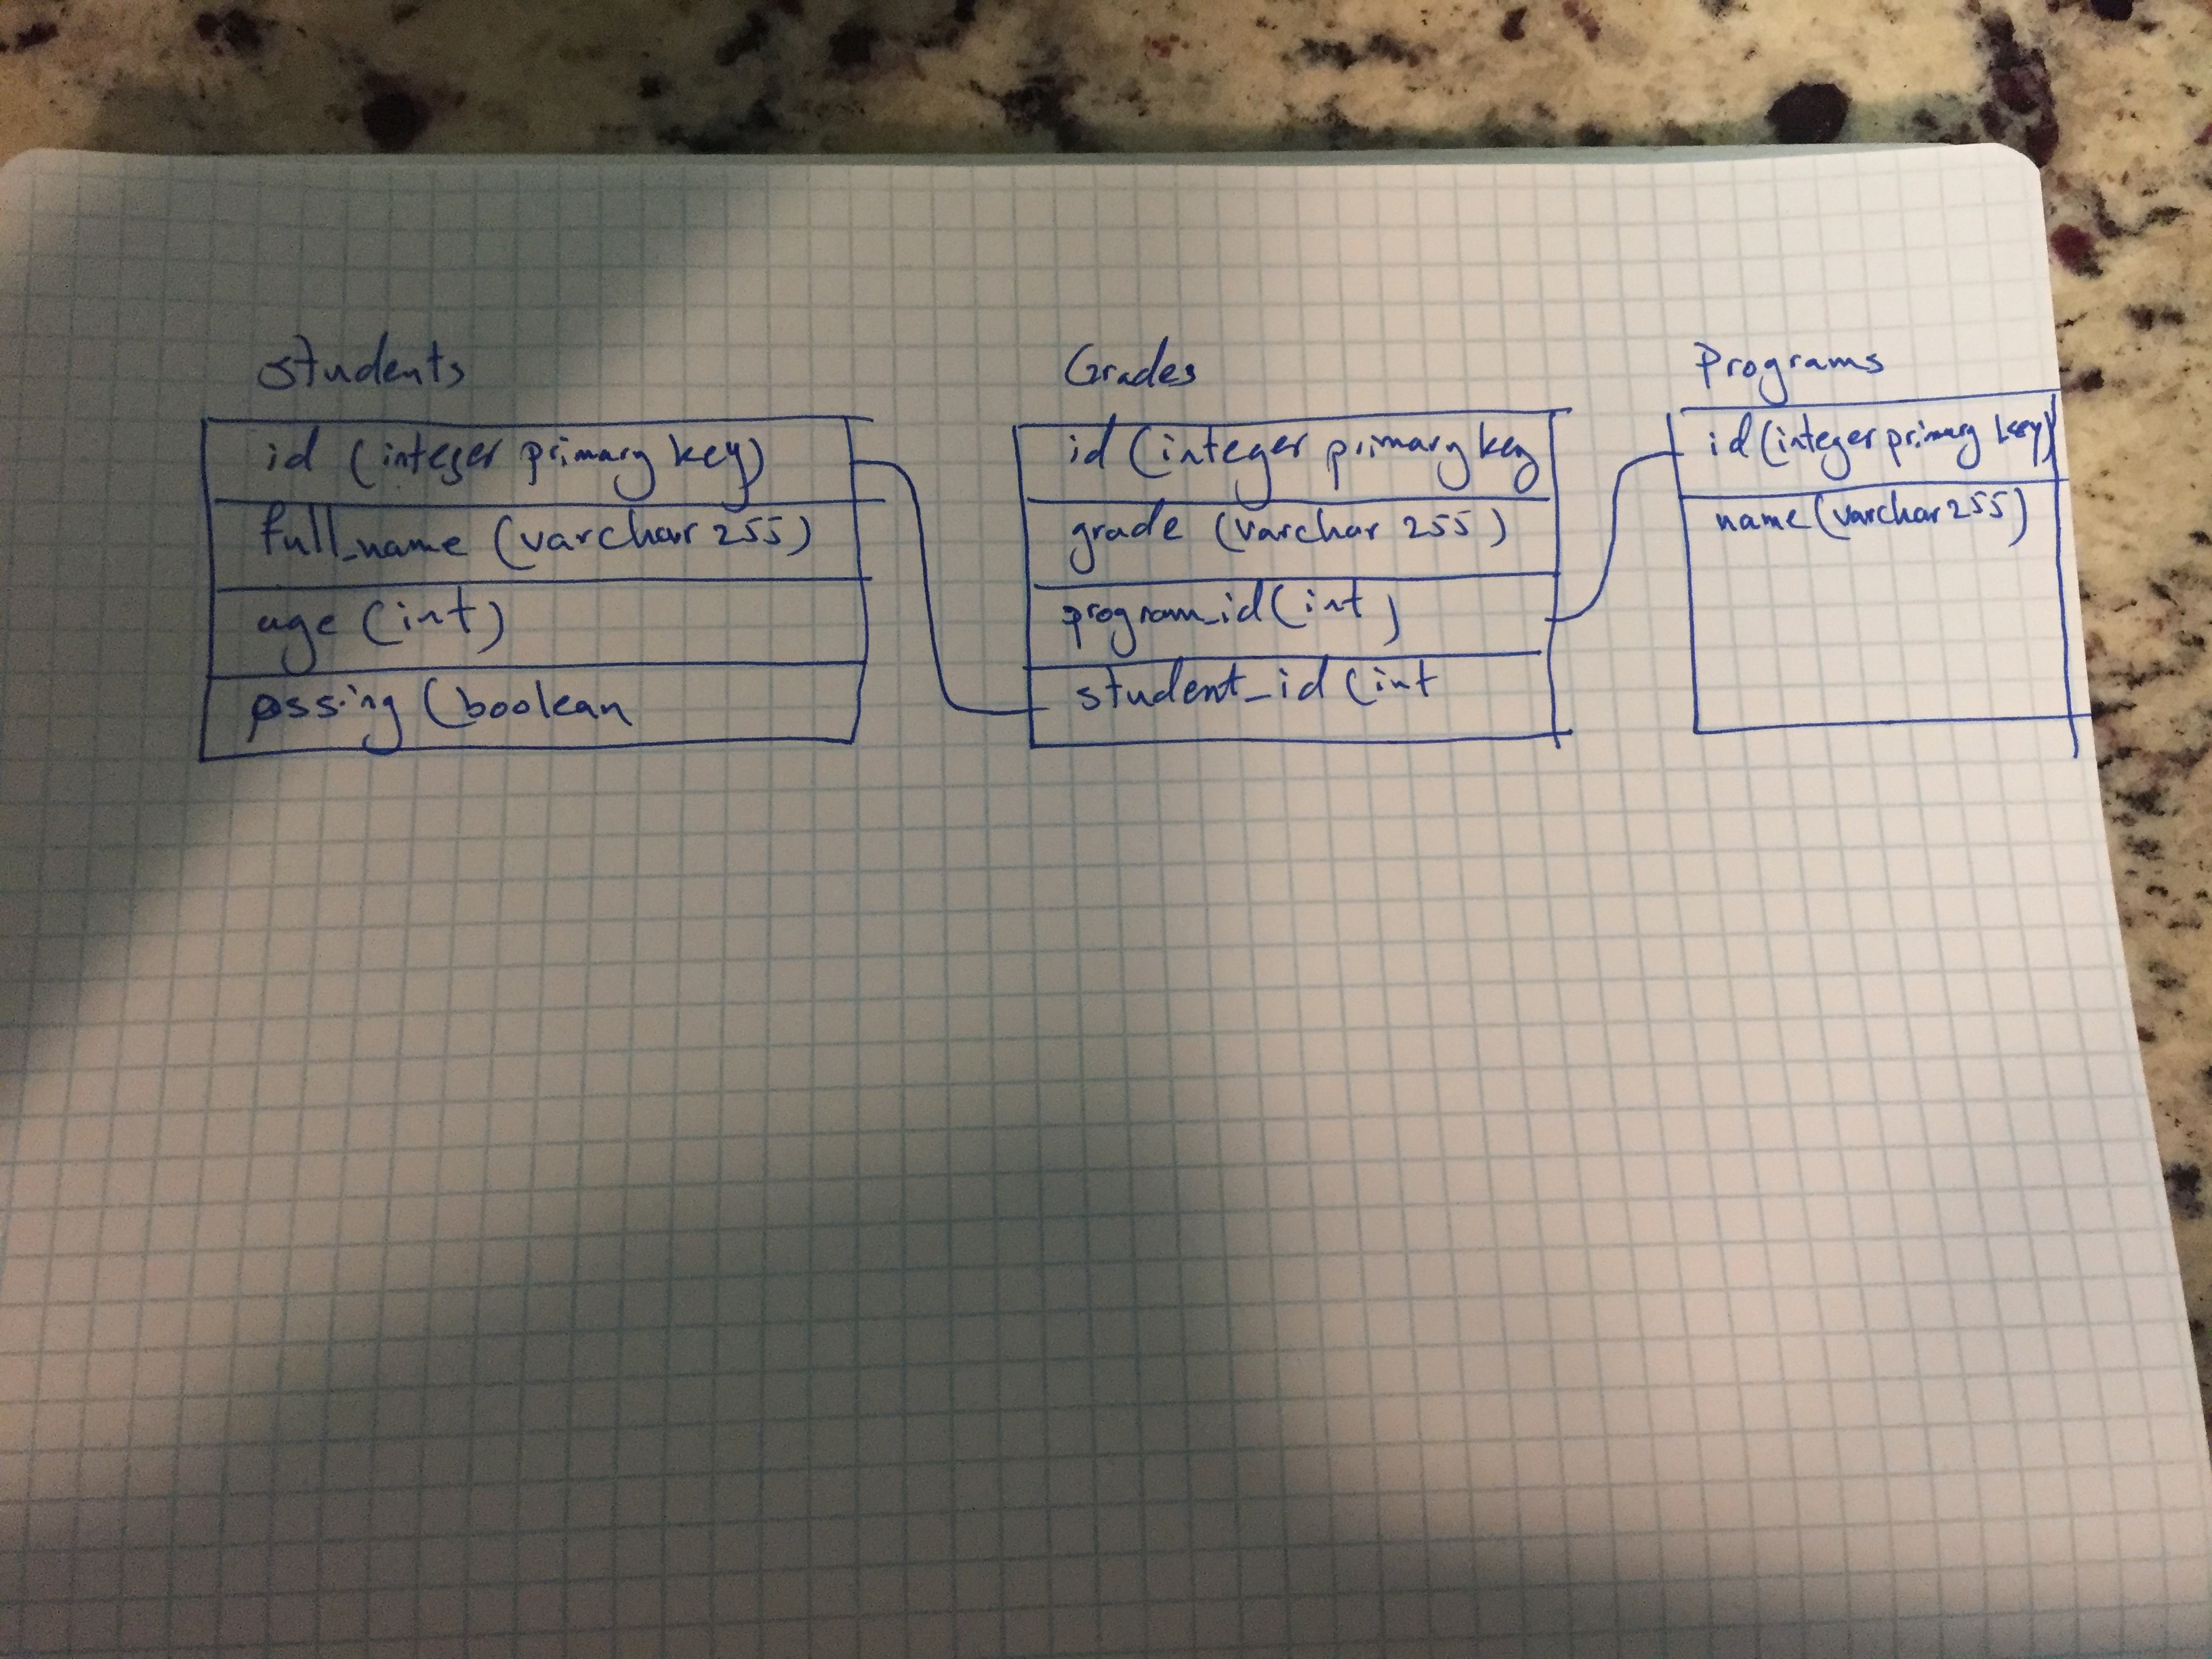 students
id (integer primary key)
full_name (varchar 255)
age (int)
passing (boolean
Grades
id (integer primary key
grade (varchar 255)
program_id (int)
student_id (int
Programs
id (integer primary key)
name (varchar 255)